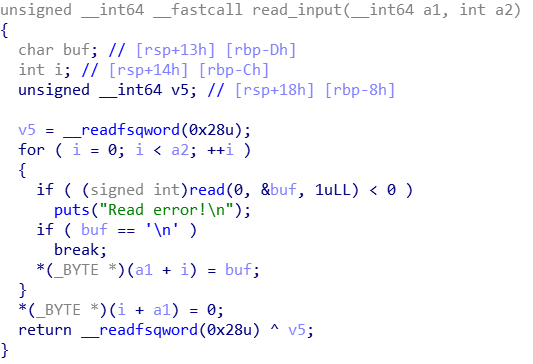 unsigned __int64 __fastcall read_input(__int64 a1, int a2)
{
  char buf; // [rsp+13h] [rbp-Dh]
  int i; // [rsp+14h] [rbp-Ch]
  unsigned __int64 v5; // [rsp+18h] [rbp-8h]

  v5 = __readfsqword(0x28u);
  for ( i = 0; i < a2; ++i )
  {
    if ( (signed int)read(0, &buf, 1uLL) < 0 )
      puts("Read error!\n");
    if ( buf == '\n' )
      break;
    *(_BYTE *)(a1 + i) = buf;
  }
  *(_BYTE *)(i + a1) = 0;
  return __readfsqword(0x28u) ^ v5;
}